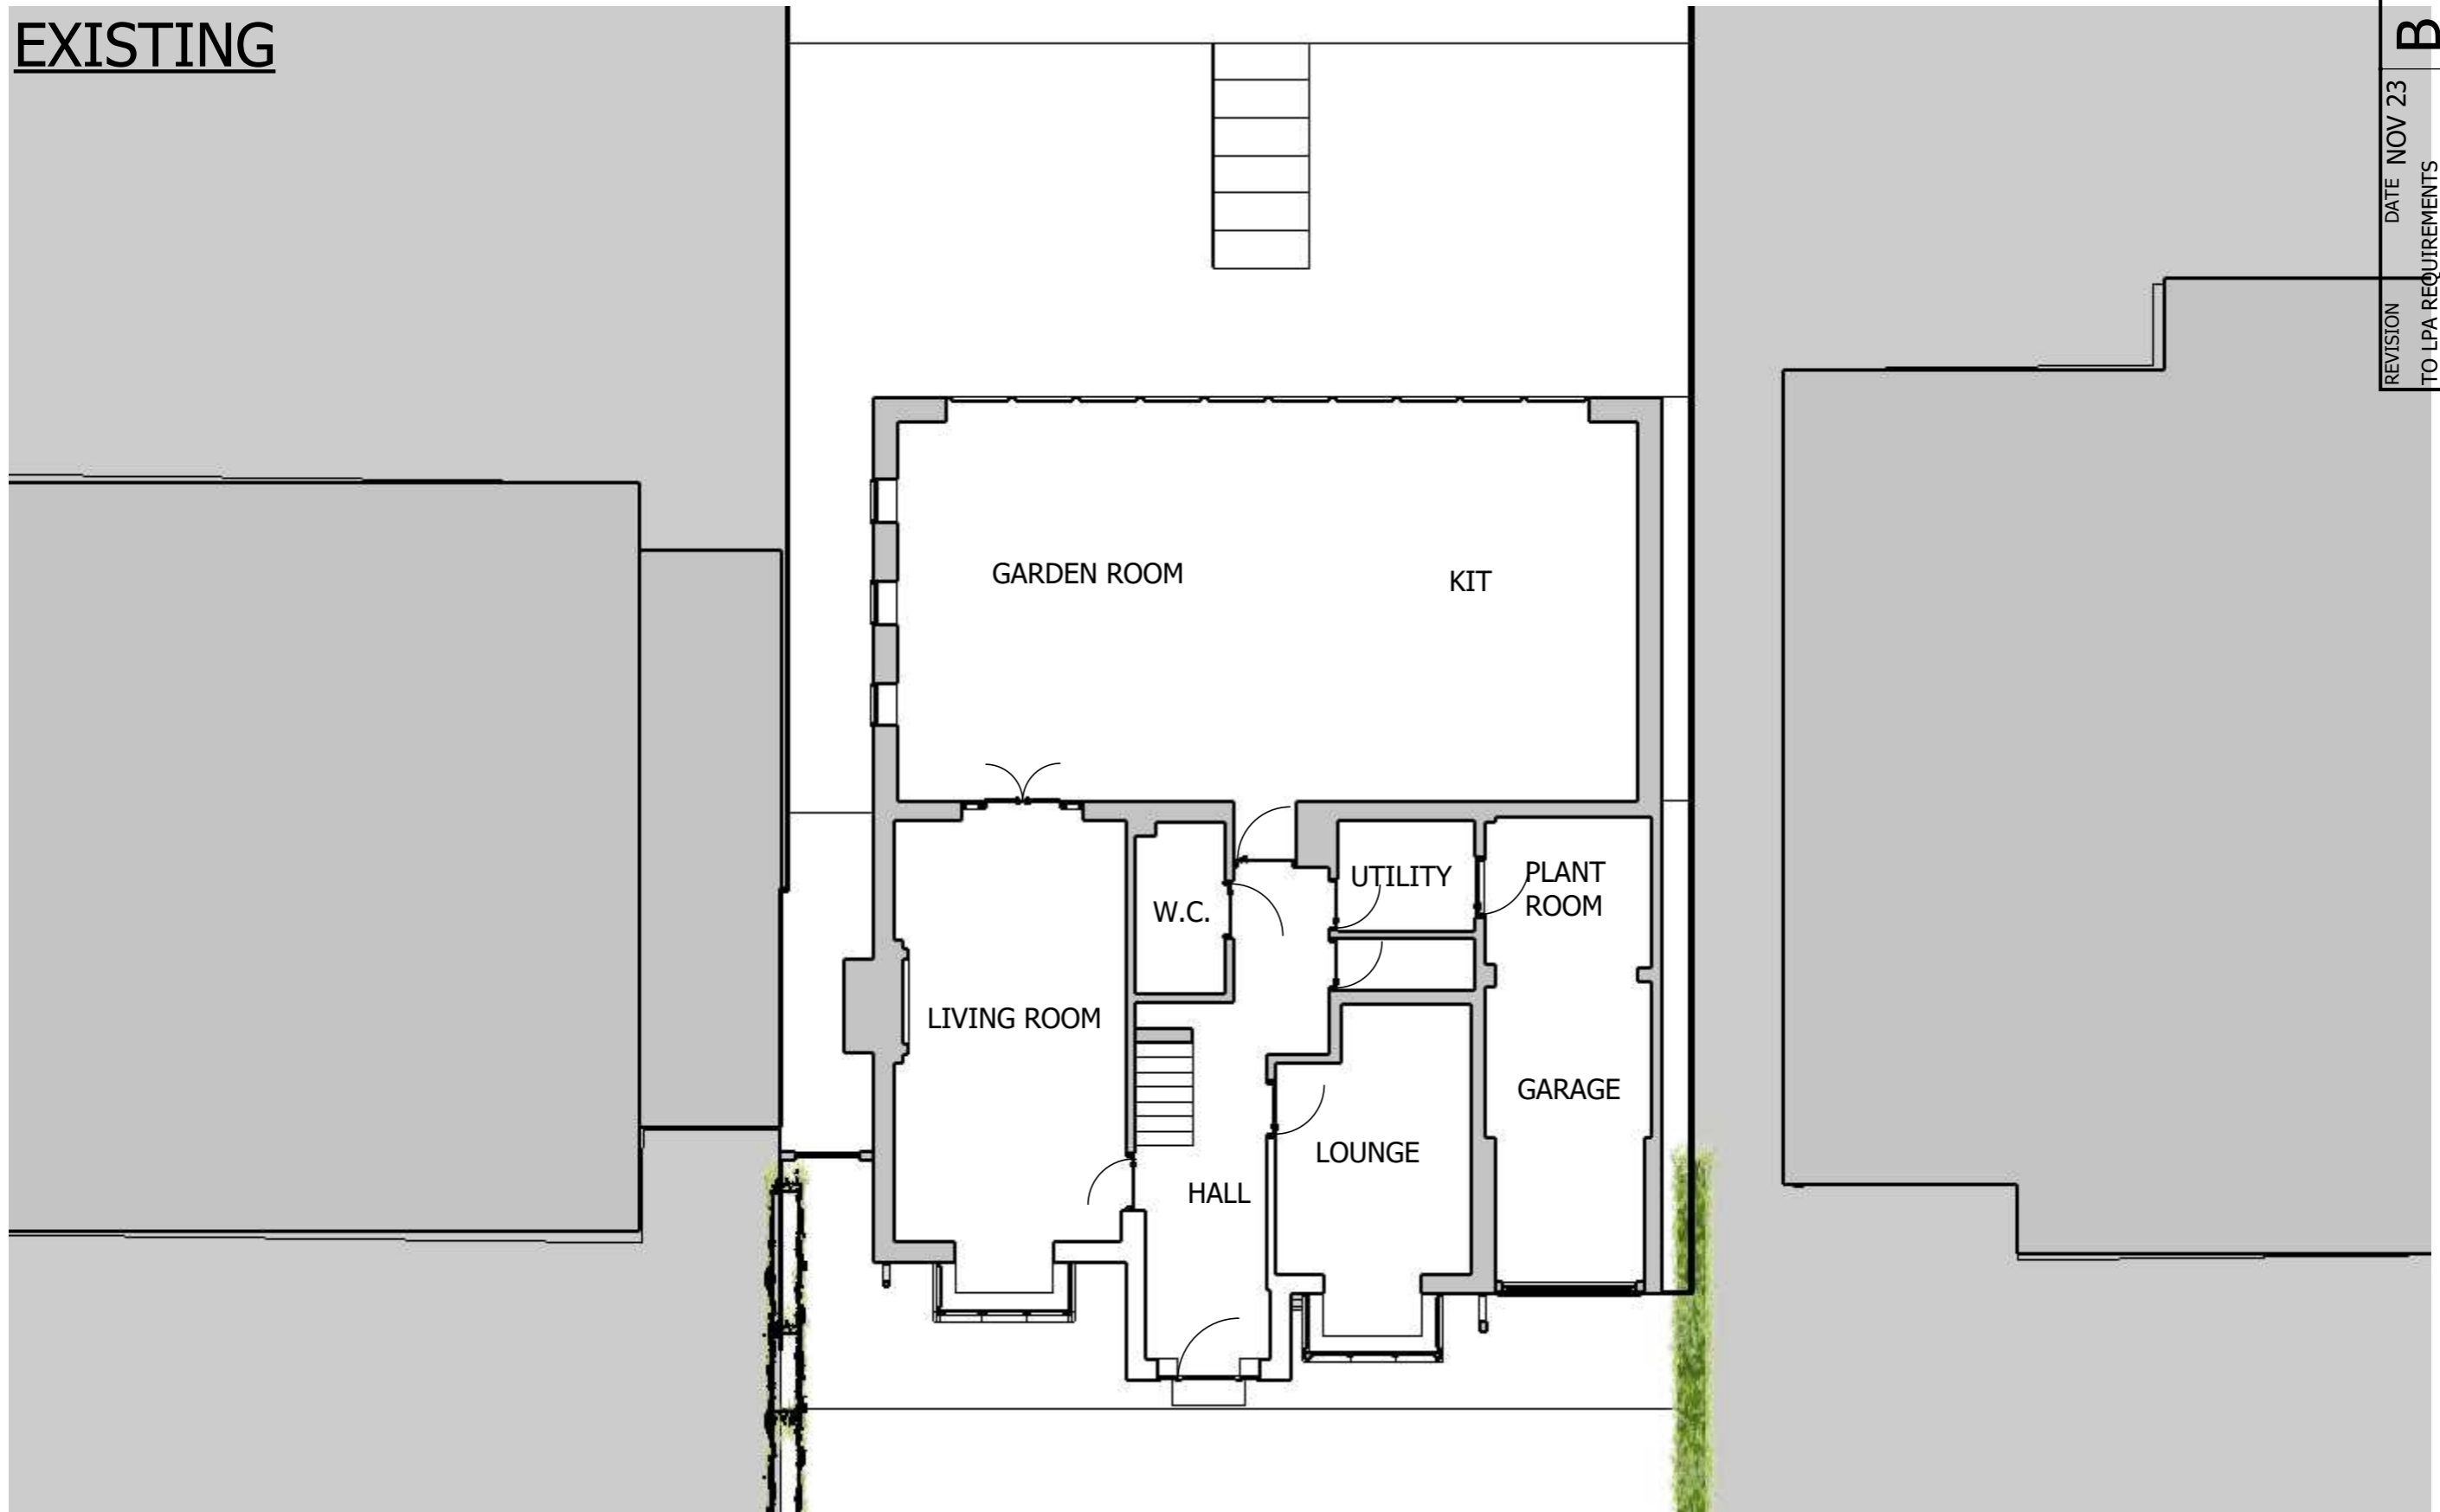 EXISTING
B
REVISION DATE NOV 23
TO LPA REQUIREMENTS
GARDEN ROOM
KIT
UTILITY
PLANT
ROOM
W.C.
LIVING ROOM
GARAGE
LOUNGE
HALL